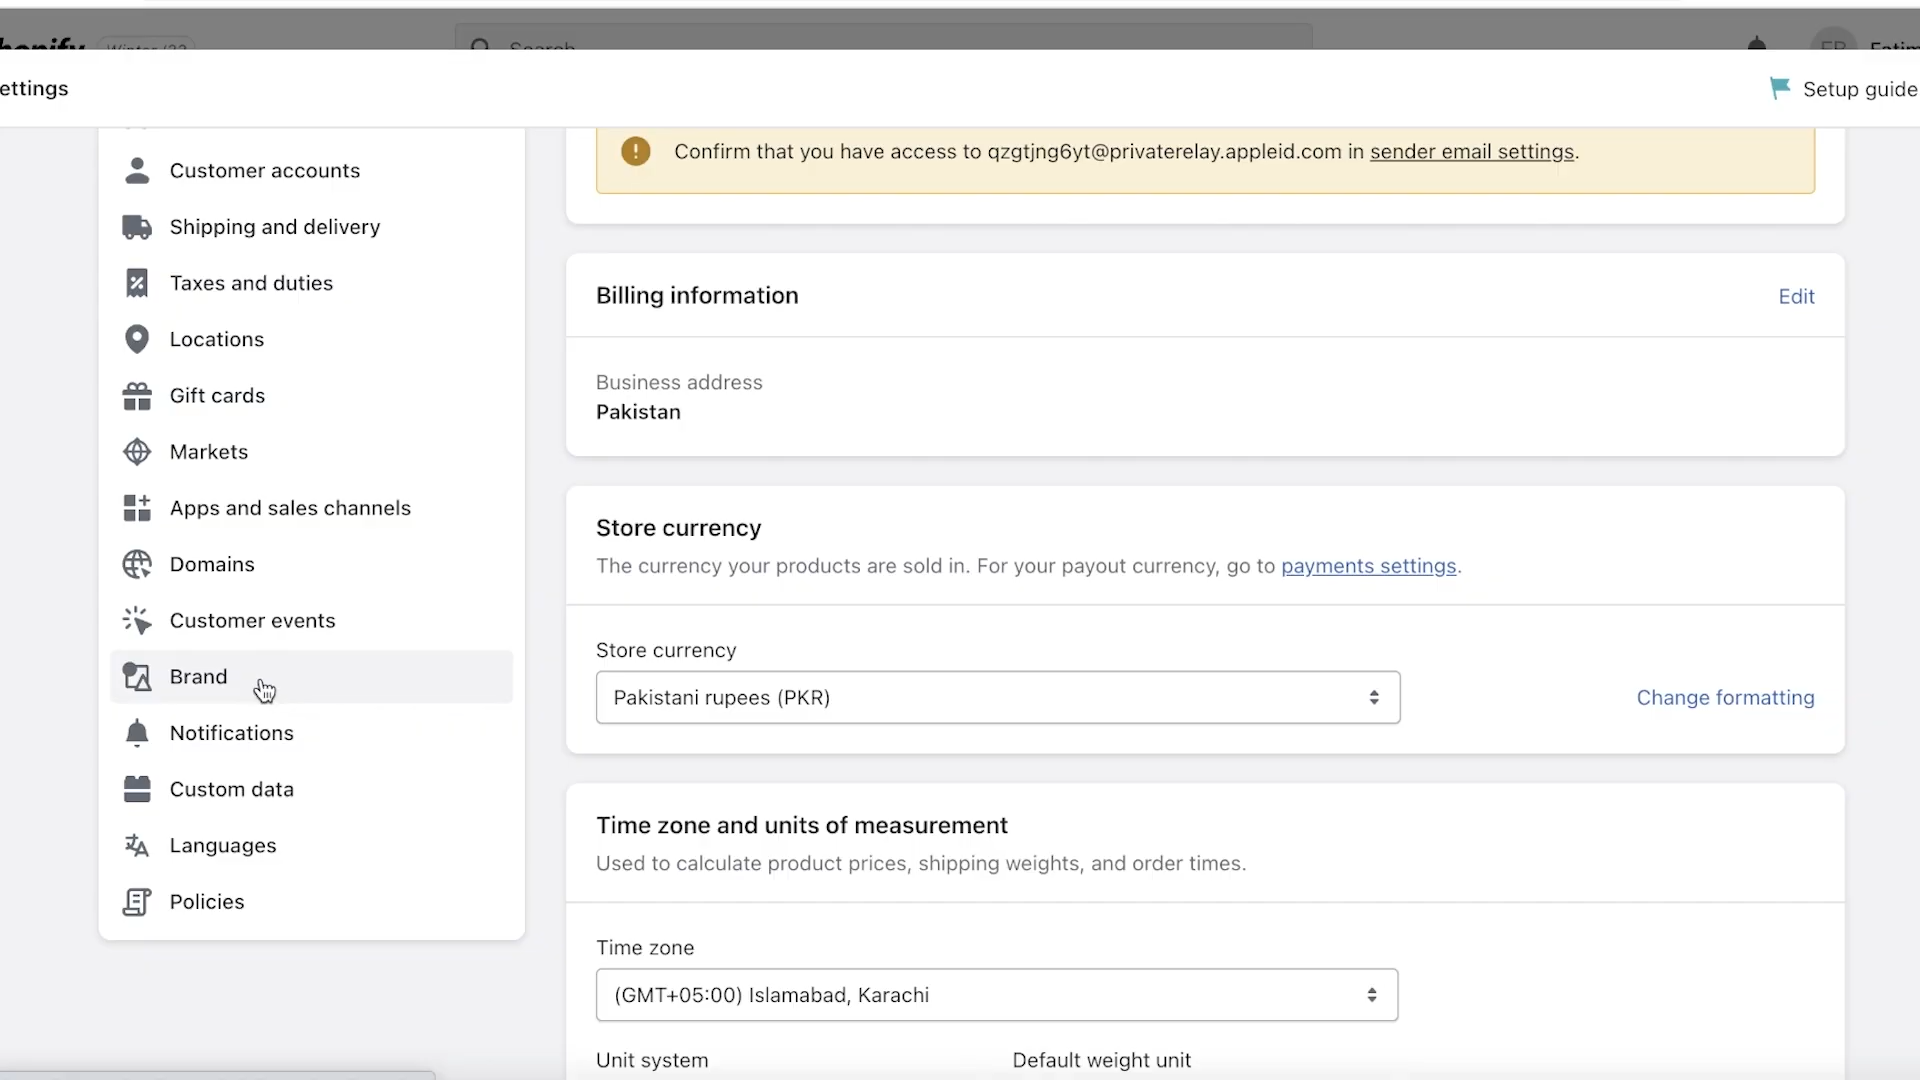 Search
ettings
Setup guide
Customer accounts
Shipping and delivery
Taxes and duties
Locations
Gift cards
Markets
Apps and sales channels
Domains
Customer events
Brand
Notifications
Custom data
Languages
Policies
Confirm that you have access to qzgtjng6yt@privaterelay.appleid.com in sender email settings.
Billing information
Edit
Business address
Pakistan
Store currency
The currency your products are sold in. For your payout currency, go to payments settings.
Store currency
Pakistani rupees (PKR)
Change formatting
Time zone and units of measurement
Used to calculate product prices, shipping weights, and order times.
Time zone
(GMT+05:00) Islamabad, Karachi
Unit system
Default weight unit